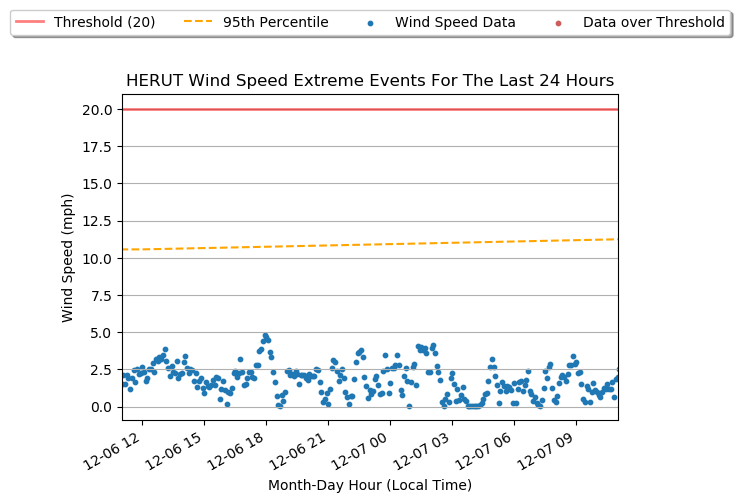 Threshold (20) 95th Percentile Wind Speed Data Data over Threshold
HERUT Wind Speed Extreme Events For The Last 24 Hours
20.0
17.5
15.0
12.5
10.0
7.5
5.0
2.5
0.0
Wind Speed (mph)
12-06 12 12-06 15 12-06 18 12-06 21 12-07 00 12-07 03 12-07 06 12-07 09
Month-Day Hour (Local Time)